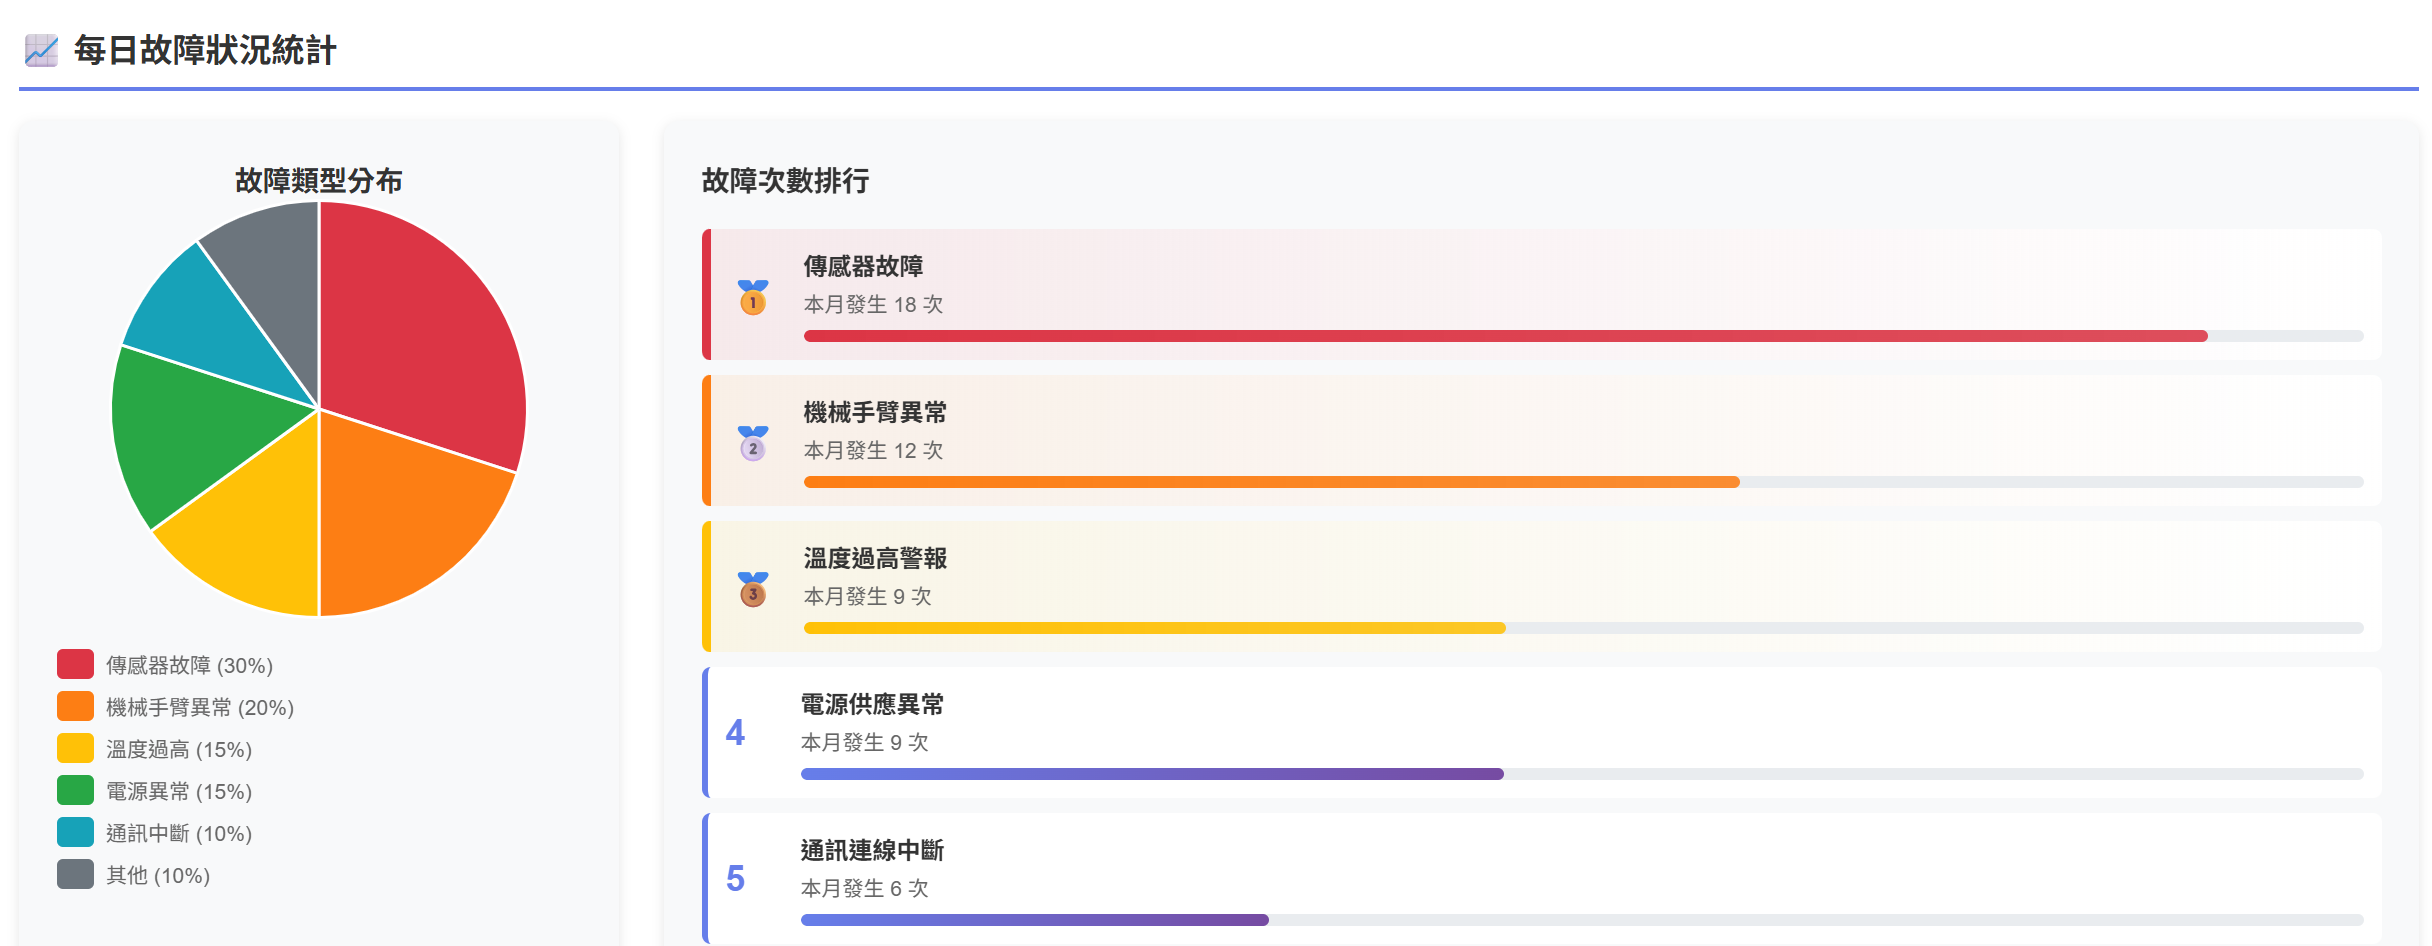 每日故障狀況統計
故障類型分布
傳感器故障 (30%)
機械手臂異常 (20%)
溫度過高 (15%)
電源異常 (15%)
通訊中斷 (10%)
其他 (10%)
故障次數排行
1
傳感器故障
本月發生 18 次
2
機械手臂異常
本月發生 12 次
3
溫度過高警報
本月發生 9 次
4
電源供應異常
本月發生 9 次
5
通訊連線中斷
本月發生 6 次